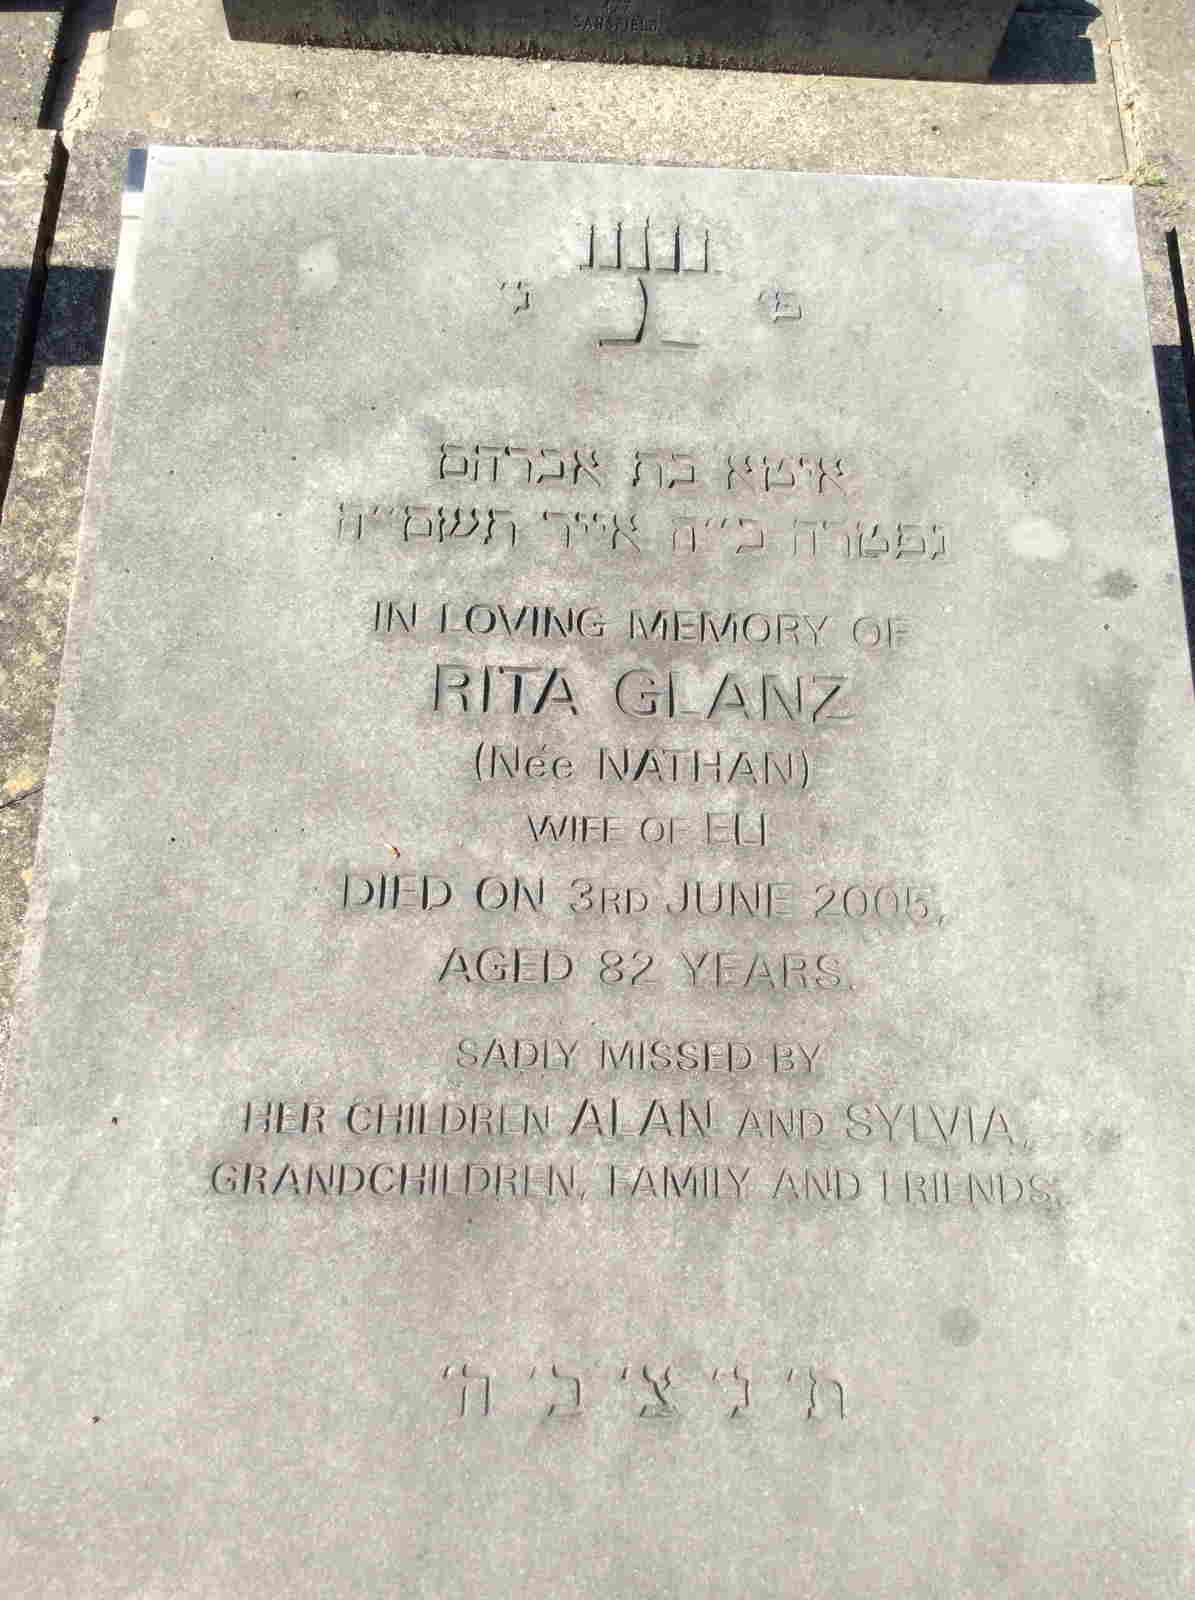 SARSFIELD
פ׳ נ׳
איטא בת אברהם
נפטרה כ״ה אייר תשס״ה
IN LOVING MEMORY OF
RITA GLANZ
(Née NATHAN)
WIFE OF ELI
DIED ON 3RD JUNE 2005,
AGED 82 YEARS.
SADLY MISSED BY
HER CHILDREN ALAN AND SYLVIA,
GRANDCHILDREN, FAMILY AND FRIENDS.
ת׳ נ׳ צ׳ ב׳ ה׳